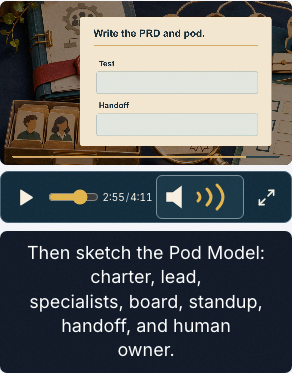 Write the PRD and pod.
Test
Handoff
2:55/4:11
Then sketch the Pod Model:
charter, lead,
specialists, board, standup,
handoff, and human
owner.